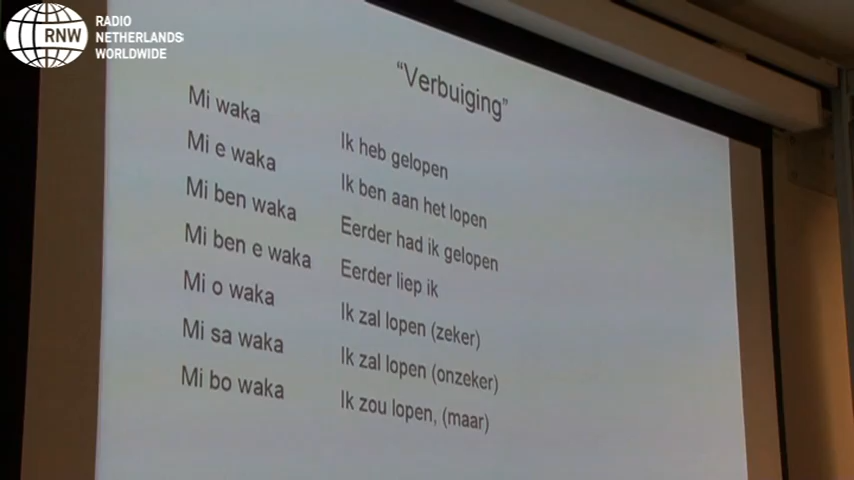 RNW
RADIO
NETHERLANDS
WORLDWIDE
"Verbuiging"
Mi waka Ik heb gelopen
Mi e waka Ik ben aan het lopen
Mi ben waka Eerder had ik gelopen
Mi ben e waka Eerder liep ik
Mi o waka Ik zal lopen (zeker)
Mi sa waka Ik zal lopen (onzeker)
Mi bo waka Ik zou lopen, (maar)